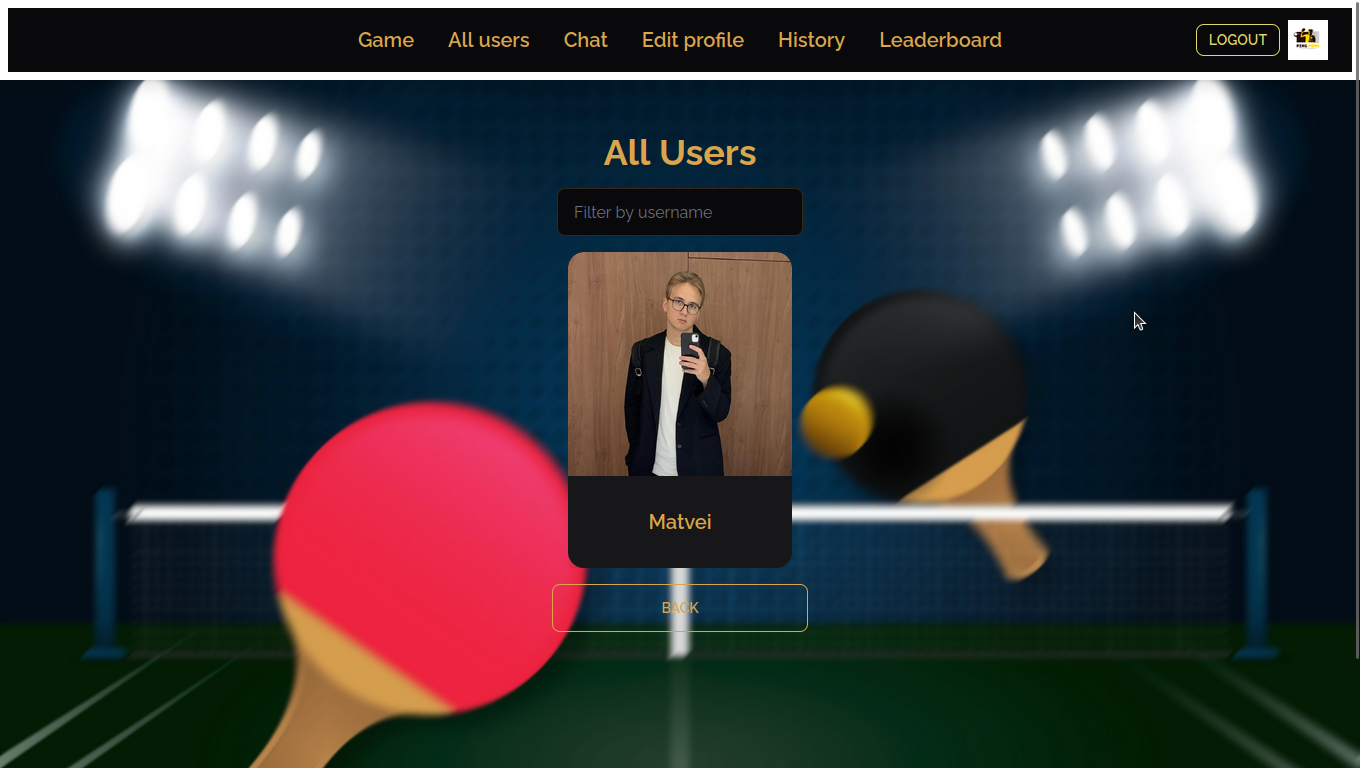 Game All users Chat Edit profile History Leaderboard LOGOUT
All Users
Filter by username
Matvei
BACK